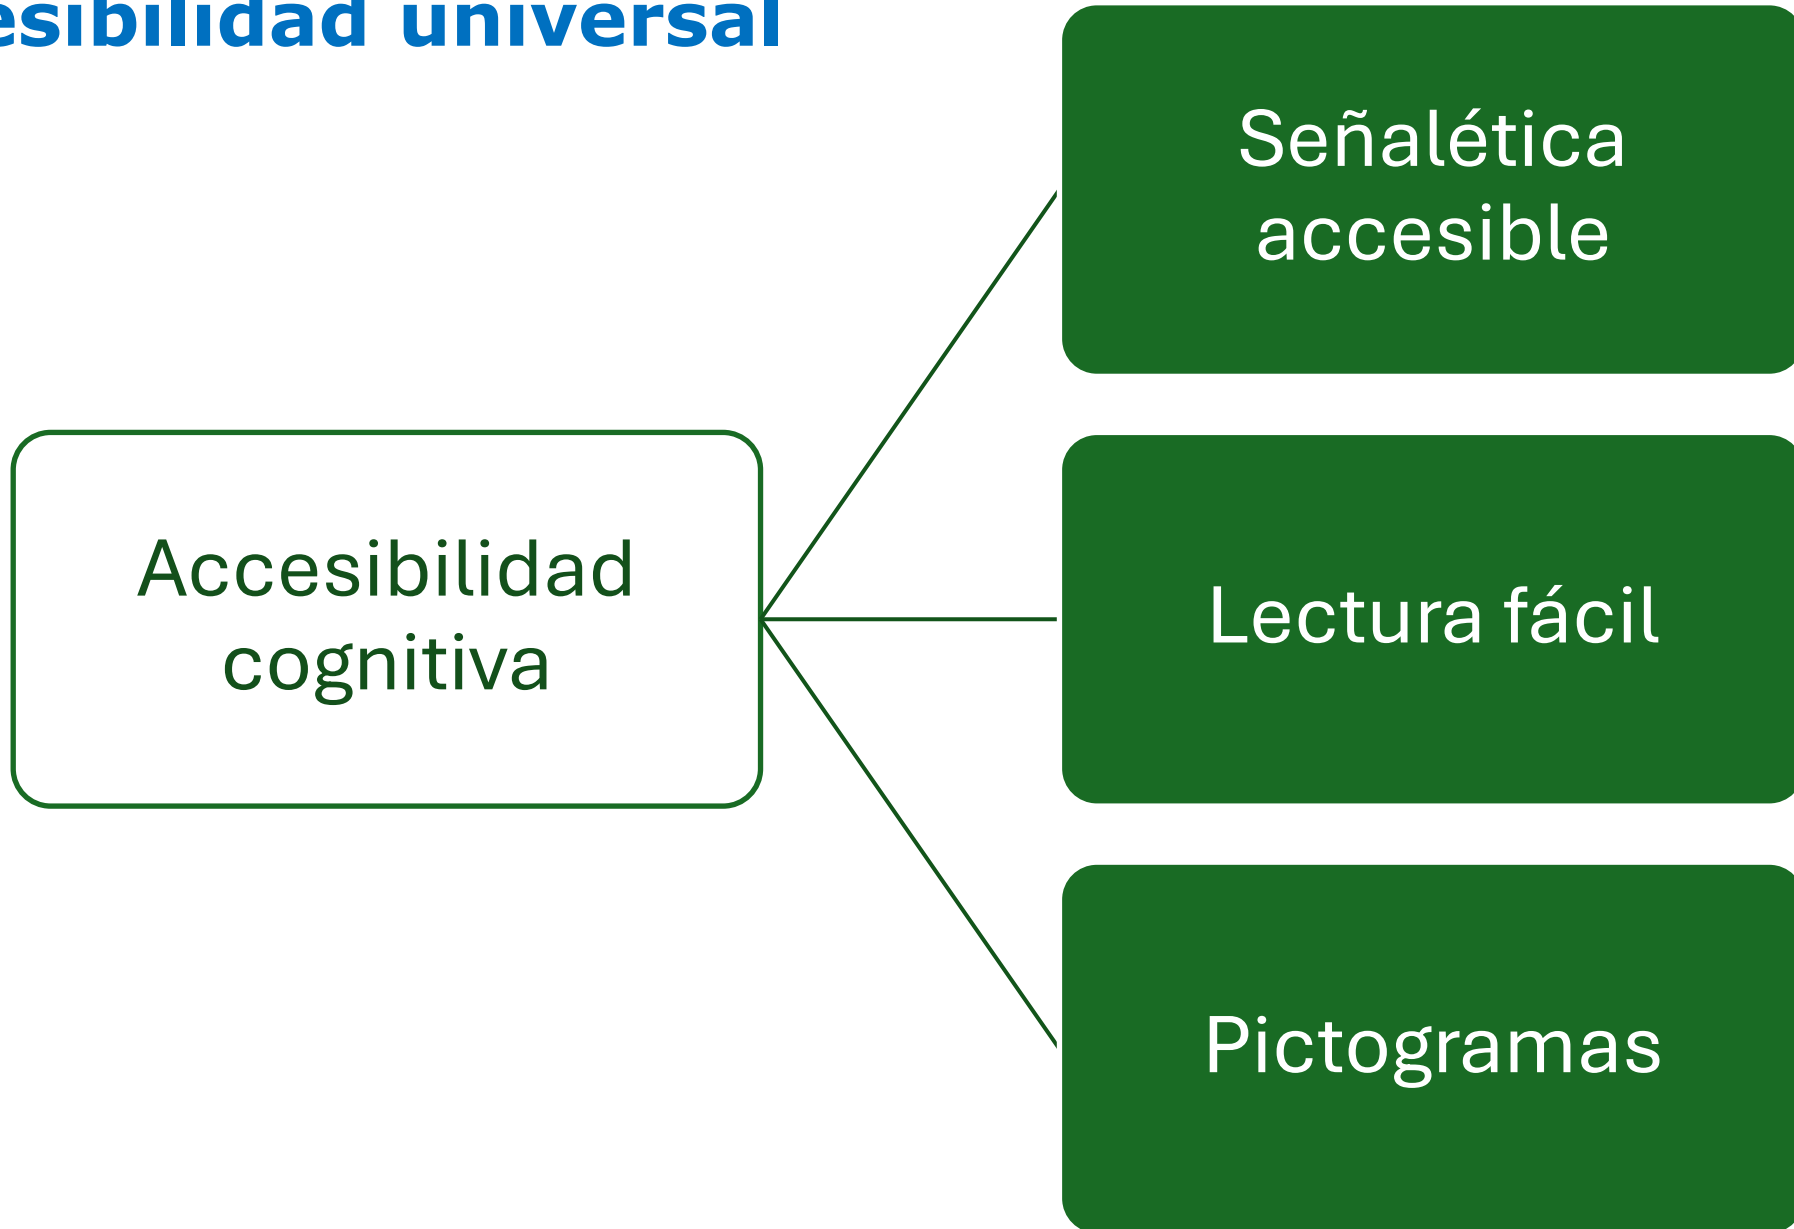 esibilidad universal
Señalética
accesible
Accesibilidad
cognitiva
Lectura fácil
Pictogramas